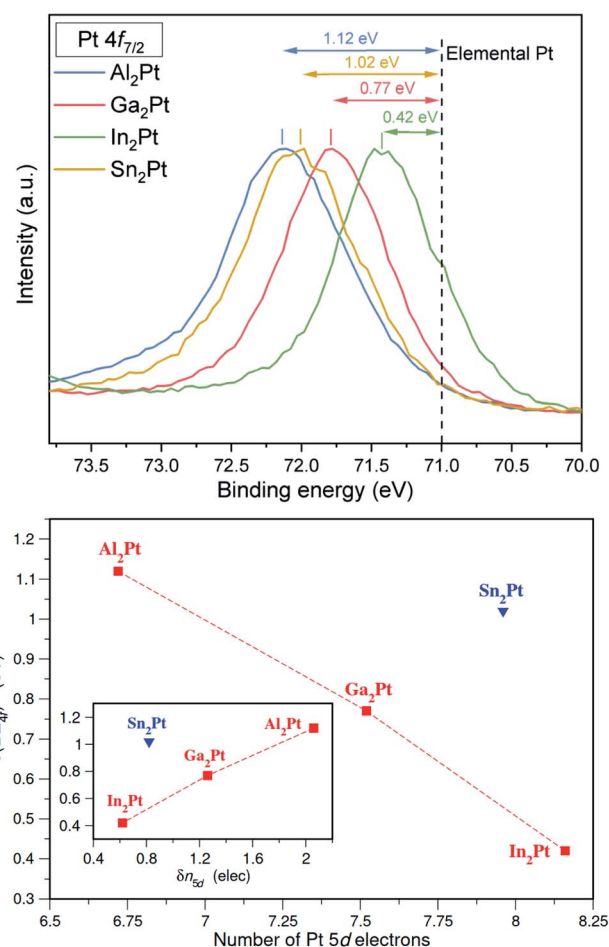 Pt 4f7/2
Al2Pt
Ga2Pt
In2Pt
Sn2Pt
1.12 eV
1.02 eV
0.77 eV
0.42 eV
Elemental Pt
Intensity (a.u.)
73.5 73.0 72.5 72.0 71.5 71.0 70.5 70.0
Binding energy (eV)
1.2
1.1
1
0.9
0.8
0.7
0.6
0.5
0.4
0.3
Al2Pt
Sn2Pt
Ga2Pt
In2Pt
1.2
1
0.8
0.6
0.4
Sn2Pt
Al2Pt
Ga2Pt
In2Pt
0.4 0.8 1.2 1.6 2
δn5d (elec)
6.5 6.75 7 7.25 7.5 7.75 8 8.25
Number of Pt 5d electrons